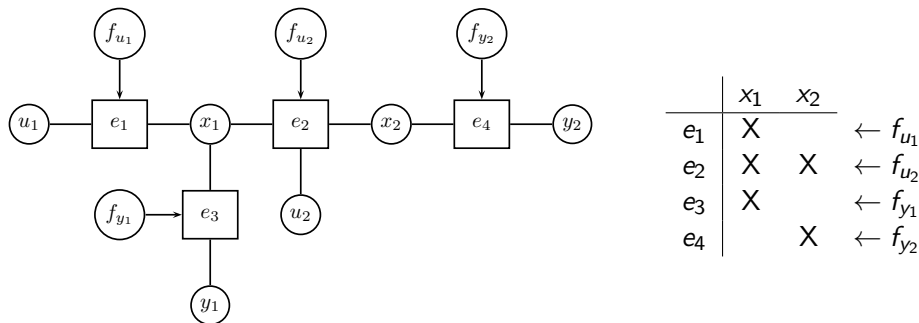 f_{u_1} f_{u_2} f_{y_2}
u_1 e_1 x_1 e_2 x_2 e_4 y_2
f_{y_1} e_3 u_2
y_1
x_1 x_2
e_1 X ← f_{u_1}
e_2 X X ← f_{u_2}
e_3 X ← f_{y_1}
e_4 X ← f_{y_2}